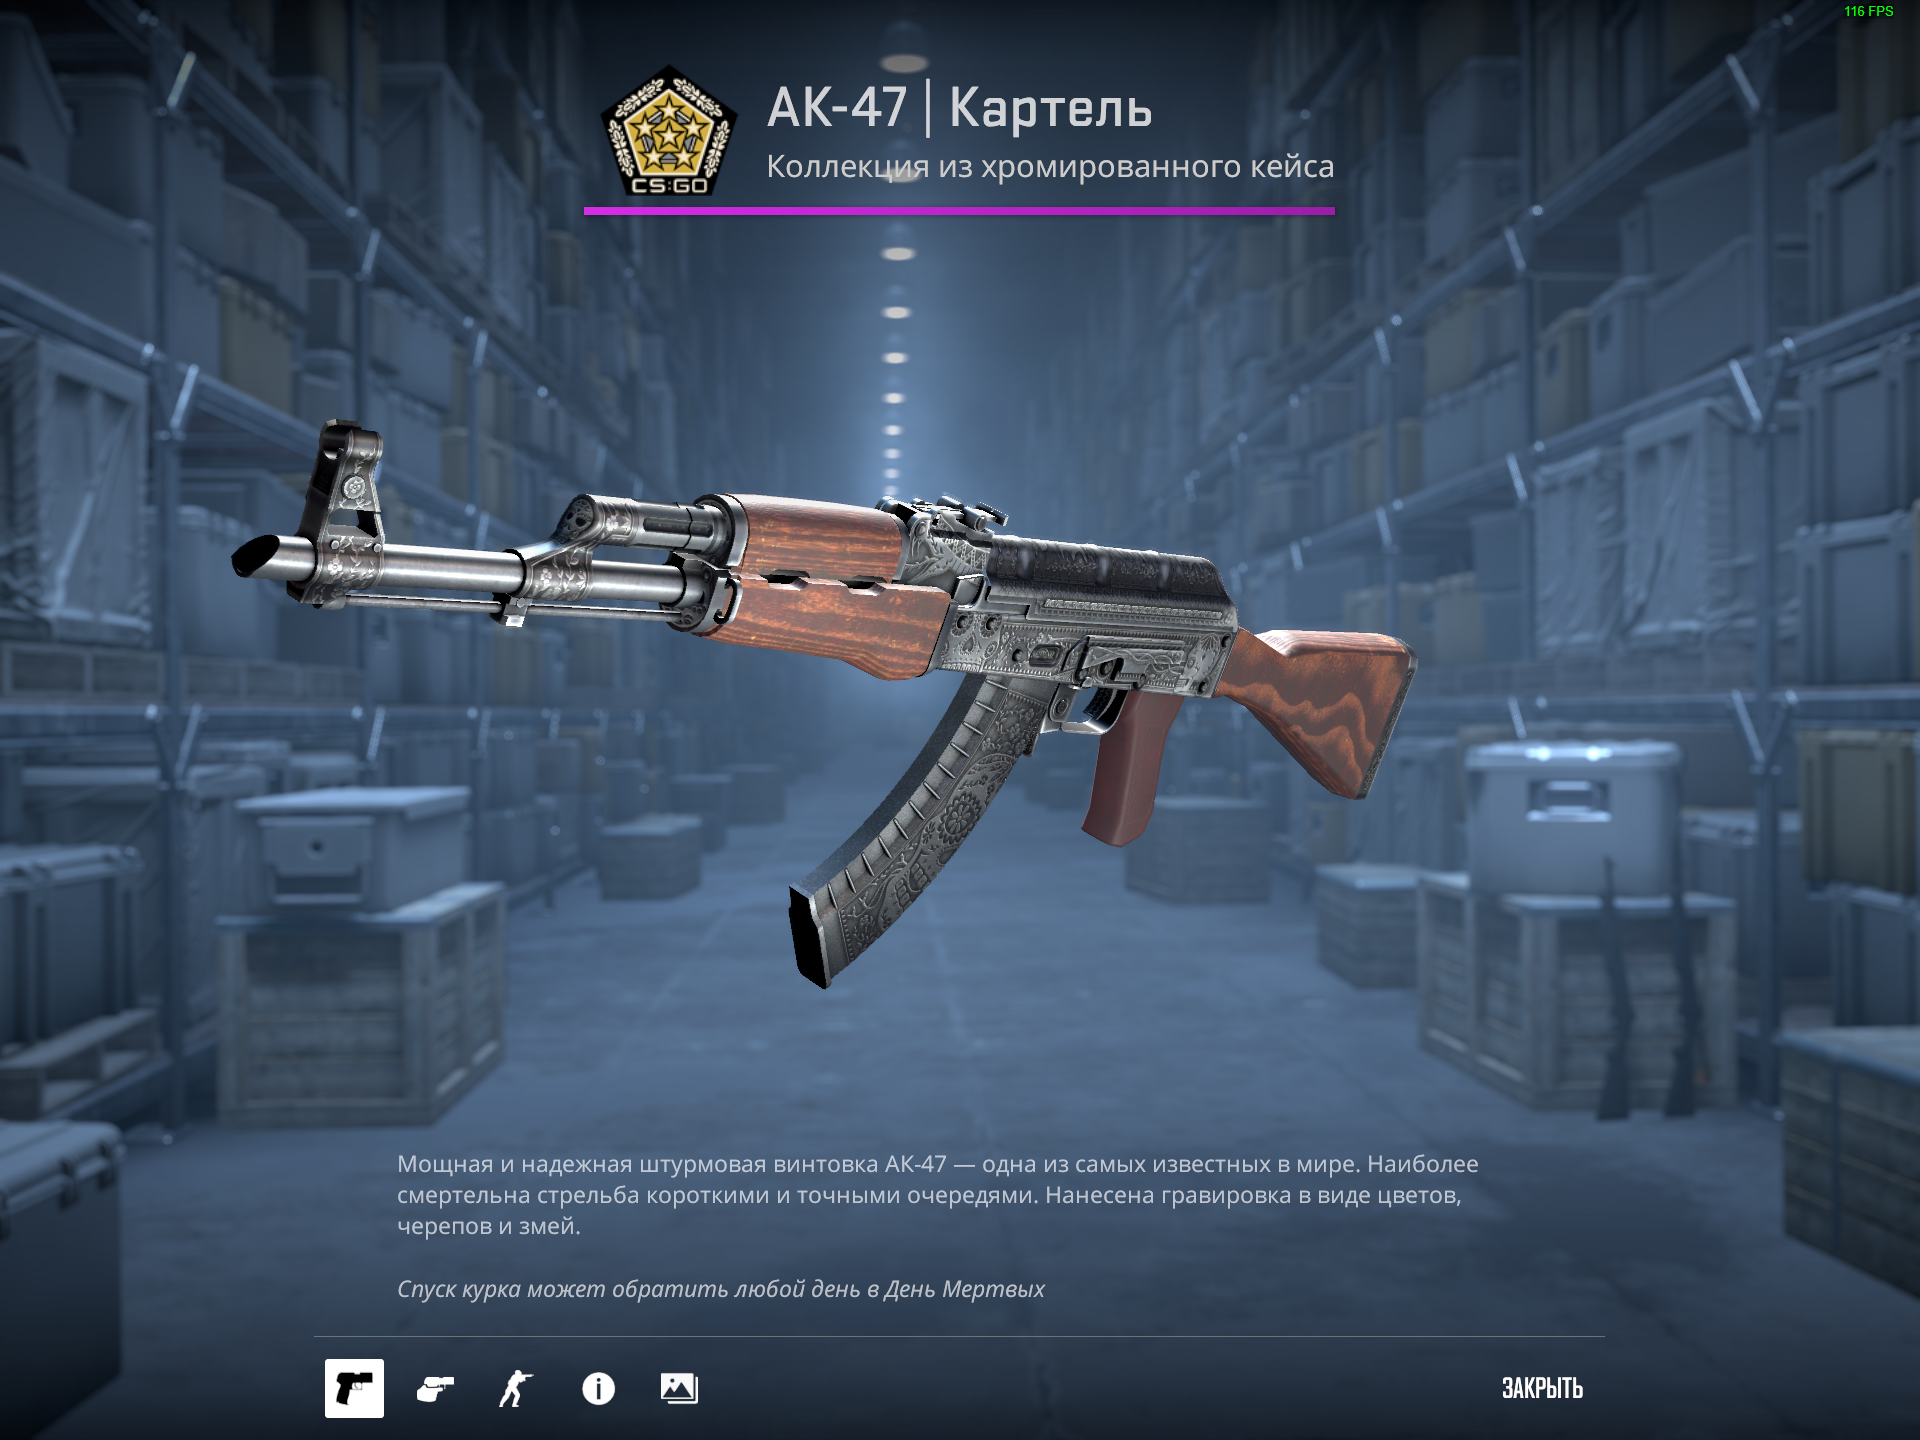 116 FPS
АК-47 | Картель
Коллекция из хромированного кейса
CS:GO
Мощная и надежная штурмовая винтовка АК-47 — одна из самых известных в мире. Наиболее
смертельна стрельба короткими и точными очередями. Нанесена гравировка в виде цветов,
черепов и змей.
Спуск курка может обратить любой день в День Мертвых
ЗАКРЫТЬ